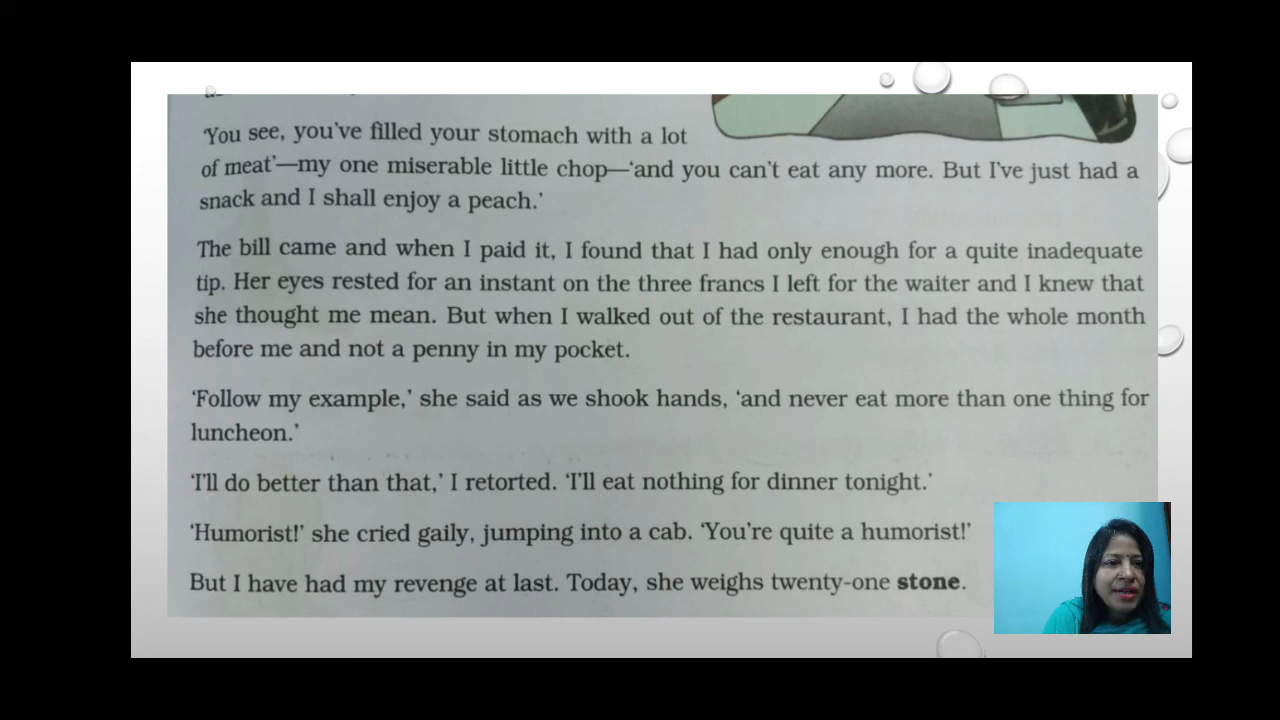 ‘You see, you’ve filled your stomach with a lot
of meat’—my one miserable little chop—‘and you can’t eat any more. But I’ve just had a
snack and I shall enjoy a peach.’
The bill came and when I paid it, I found that I had only enough for a quite inadequate
tip. Her eyes rested for an instant on the three francs I left for the waiter and I knew that
she thought me mean. But when I walked out of the restaurant, I had the whole month
before me and not a penny in my pocket.
‘Follow my example,’ she said as we shook hands, ‘and never eat more than one thing for
luncheon.’
‘I’ll do better than that,’ I retorted. ‘I’ll eat nothing for dinner tonight.’
‘Humorist!’ she cried gaily, jumping into a cab. ‘You’re quite a humorist!’
But I have had my revenge at last. Today, she weighs twenty-one stone.